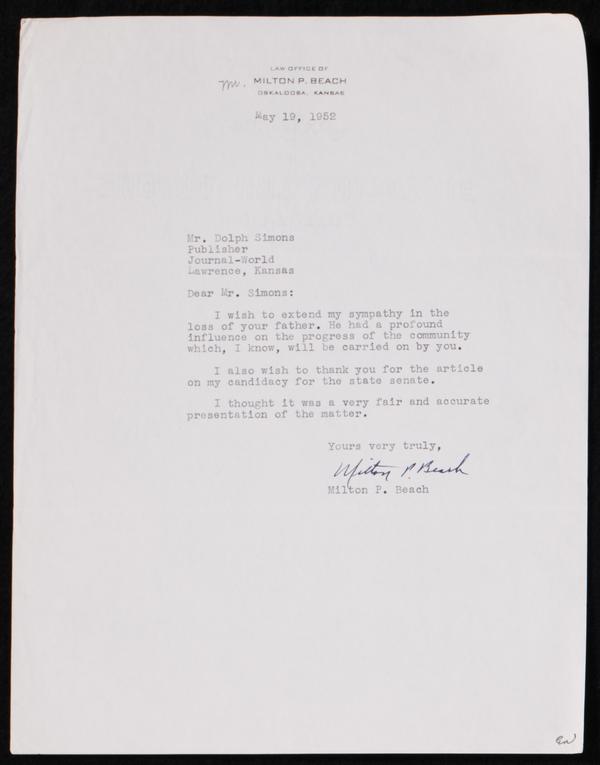 LAW OFFICE OF
Mr. MILTON P. BEACH
OSKALOOSA, KANSAS
May 19, 1952
Mr. Dolph Simons
Publisher
Journal-World
Lawrence, Kansas
Dear Mr. Simons:
I wish to extend my sympathy in the
loss of your father. He had a profound
influence on the progress of the community
which, I know, will be carried on by you.
I also wish to thank you for the article
on my candidacy for the state senate.
I thought it was a very fair and accurate
presentation of the matter.
Yours very truly,
Milton P. Beach
Milton P. Beach